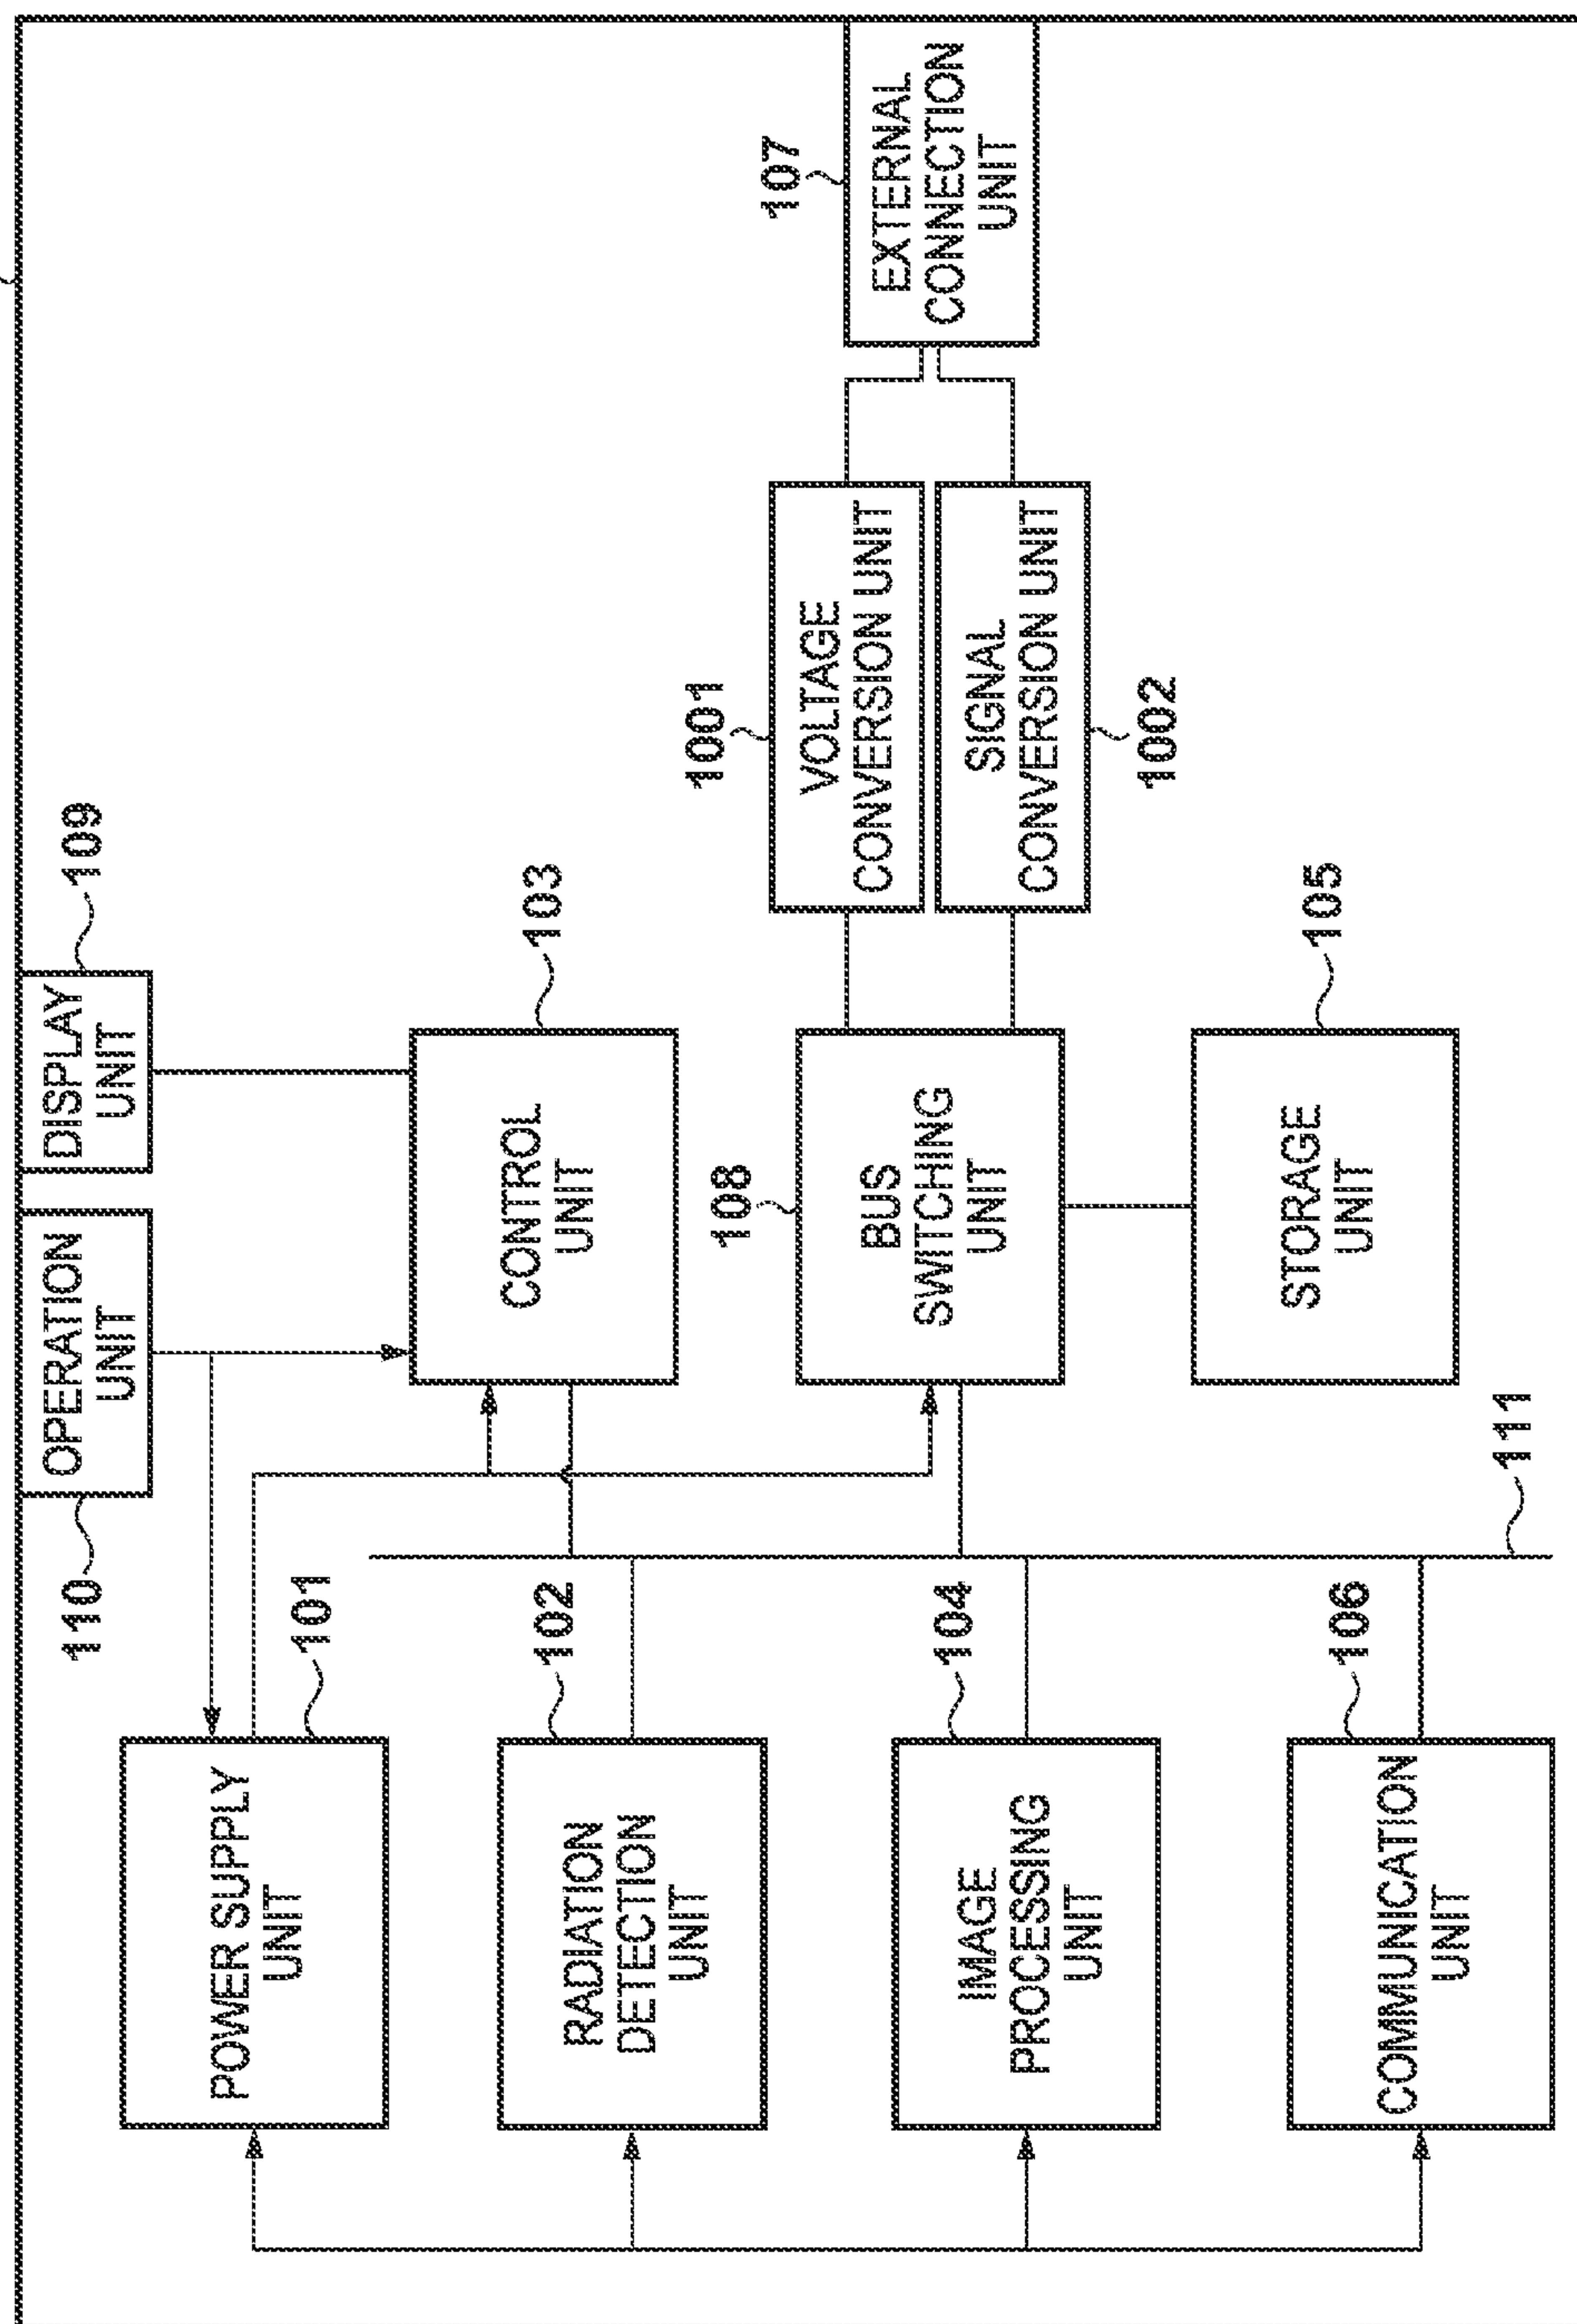 110
OPERATION
UNIT
DISPLAY
UNIT
109
POWER SUPPLY
UNIT
101
CONTROL
UNIT
103
RADIATION
DETECTION
UNIT
102
108
BUS
SWITCHING
UNIT
1001
VOLTAGE
CONVERSION UNIT
SIGNAL
CONVERSION UNIT
1002
107
EXTERNAL
CONNECTION
UNIT
IMAGE
PROCESSING
UNIT
104
STORAGE
UNIT
105
COMMUNICATION
UNIT
106
111